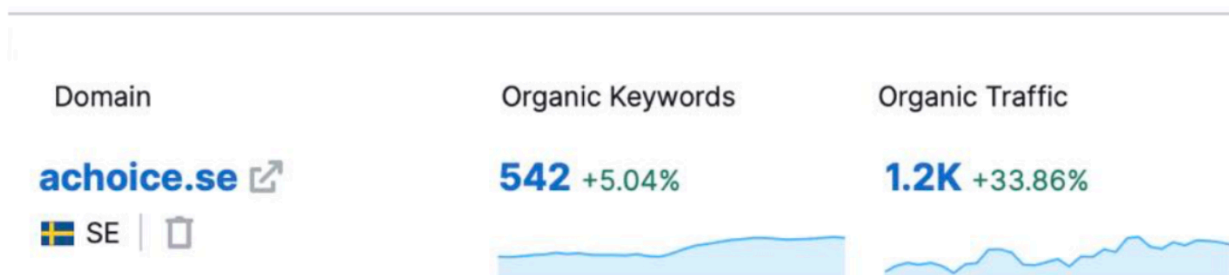 Domain Organic Keywords Organic Traffic
achoice.se 542 +5.04% 1.2K +33.86%
SE